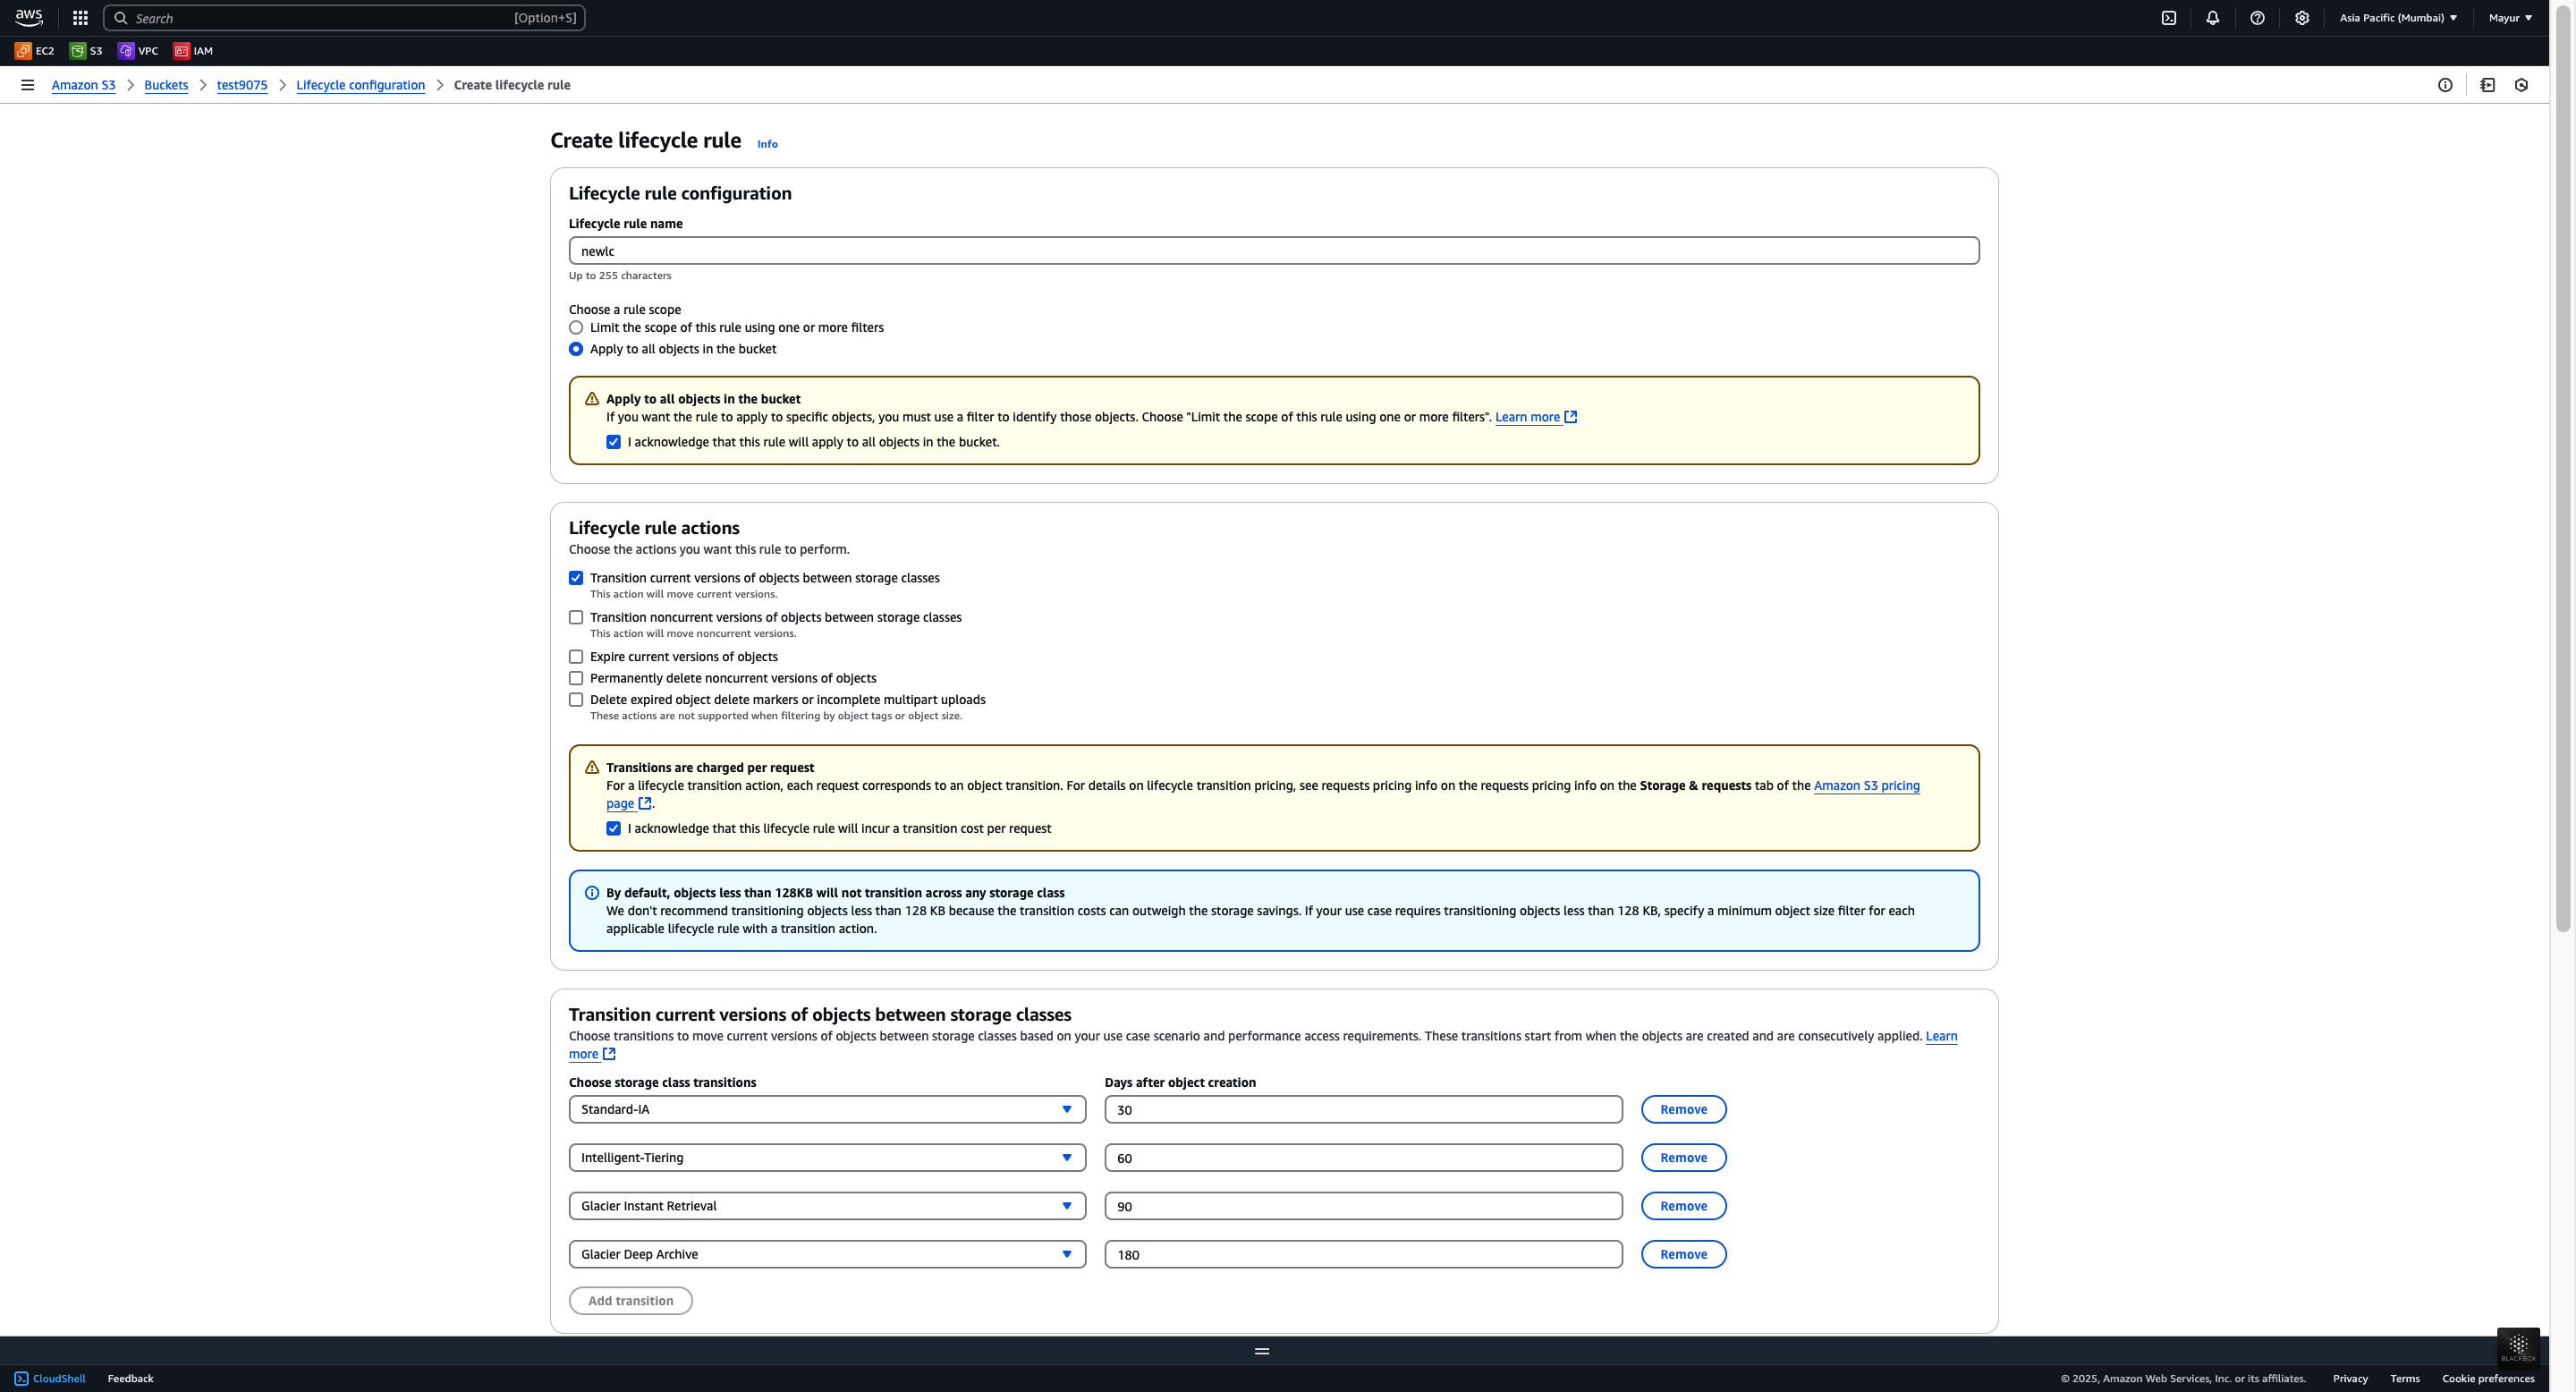 aws
Search
[Option+S]
Asia Pacific (Mumbai)
Mayur
EC2
S3
VPC
IAM
Amazon S3
Buckets
test9075
Lifecycle configuration
Create lifecycle rule
Create lifecycle rule
Info
Lifecycle rule configuration
Lifecycle rule name
newlc
Up to 255 characters
Choose a rule scope
Limit the scope of this rule using one or more filters
Apply to all objects in the bucket
Apply to all objects in the bucket
If you want the rule to apply to specific objects, you must use a filter to identify those objects. Choose "Limit the scope of this rule using one or more filters". Learn more
I acknowledge that this rule will apply to all objects in the bucket.
Lifecycle rule actions
Choose the actions you want this rule to perform.
Transition current versions of objects between storage classes
This action will move current versions.
Transition noncurrent versions of objects between storage classes
This action will move noncurrent versions.
Expire current versions of objects
Permanently delete noncurrent versions of objects
Delete expired object delete markers or incomplete multipart uploads
These actions are not supported when filtering by object tags or object size.
Transitions are charged per request
For a lifecycle transition action, each request corresponds to an object transition. For details on lifecycle transition pricing, see requests pricing info on the requests pricing info on the Storage & requests tab of the Amazon S3 pricing
page.
I acknowledge that this lifecycle rule will incur a transition cost per request
By default, objects less than 128KB will not transition across any storage class
We don't recommend transitioning objects less than 128 KB because the transition costs can outweigh the storage savings. If your use case requires transitioning objects less than 128 KB, specify a minimum object size filter for each
applicable lifecycle rule with a transition action.
Transition current versions of objects between storage classes
Choose transitions to move current versions of objects between storage classes based on your use case scenario and performance access requirements. These transitions start from when the objects are created and are consecutively applied. Learn
more
Choose storage class transitions
Days after object creation
Standard-IA
30
Remove
Intelligent-Tiering
60
Remove
Glacier Instant Retrieval
90
Remove
Glacier Deep Archive
180
Remove
Add transition
BLACKBOX
CloudShell
Feedback
© 2025, Amazon Web Services, Inc. or its affiliates.
Privacy
Terms
Cookie preferences